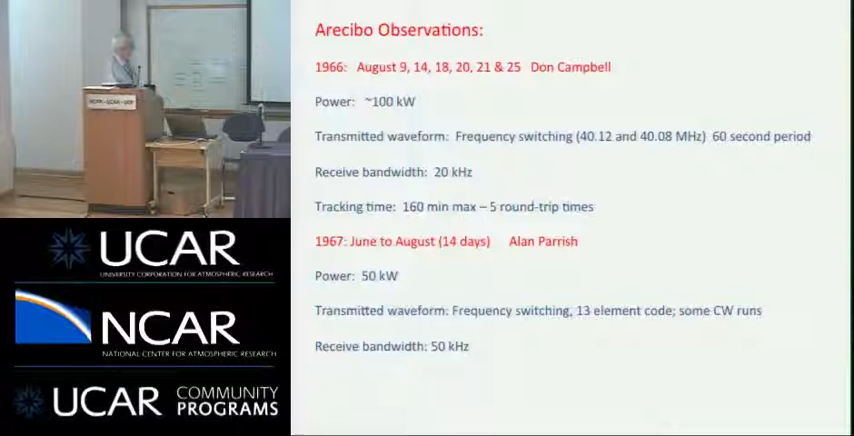 Arecibo Observations:
1966: August 9, 14, 18, 20, 21 & 25 Don Campbell
Power: ~100 kW
Transmitted waveform: Frequency switching (40.12 and 40.08 MHz) 60 second period
Receive bandwidth: 20 kHz
Tracking time: 160 min max – 5 round-trip times
1967: June to August (14 days) Alan Parrish
Power: 50 kW
Transmitted waveform: Frequency switching, 13 element code; some CW runs
Receive bandwidth: 50 kHz
UCAR
UNIVERSITY CORPORATION FOR ATMOSPHERIC RESEARCH
NCAR
NATIONAL CENTER FOR ATMOSPHERIC RESEARCH
UCAR COMMUNITY
PROGRAMS